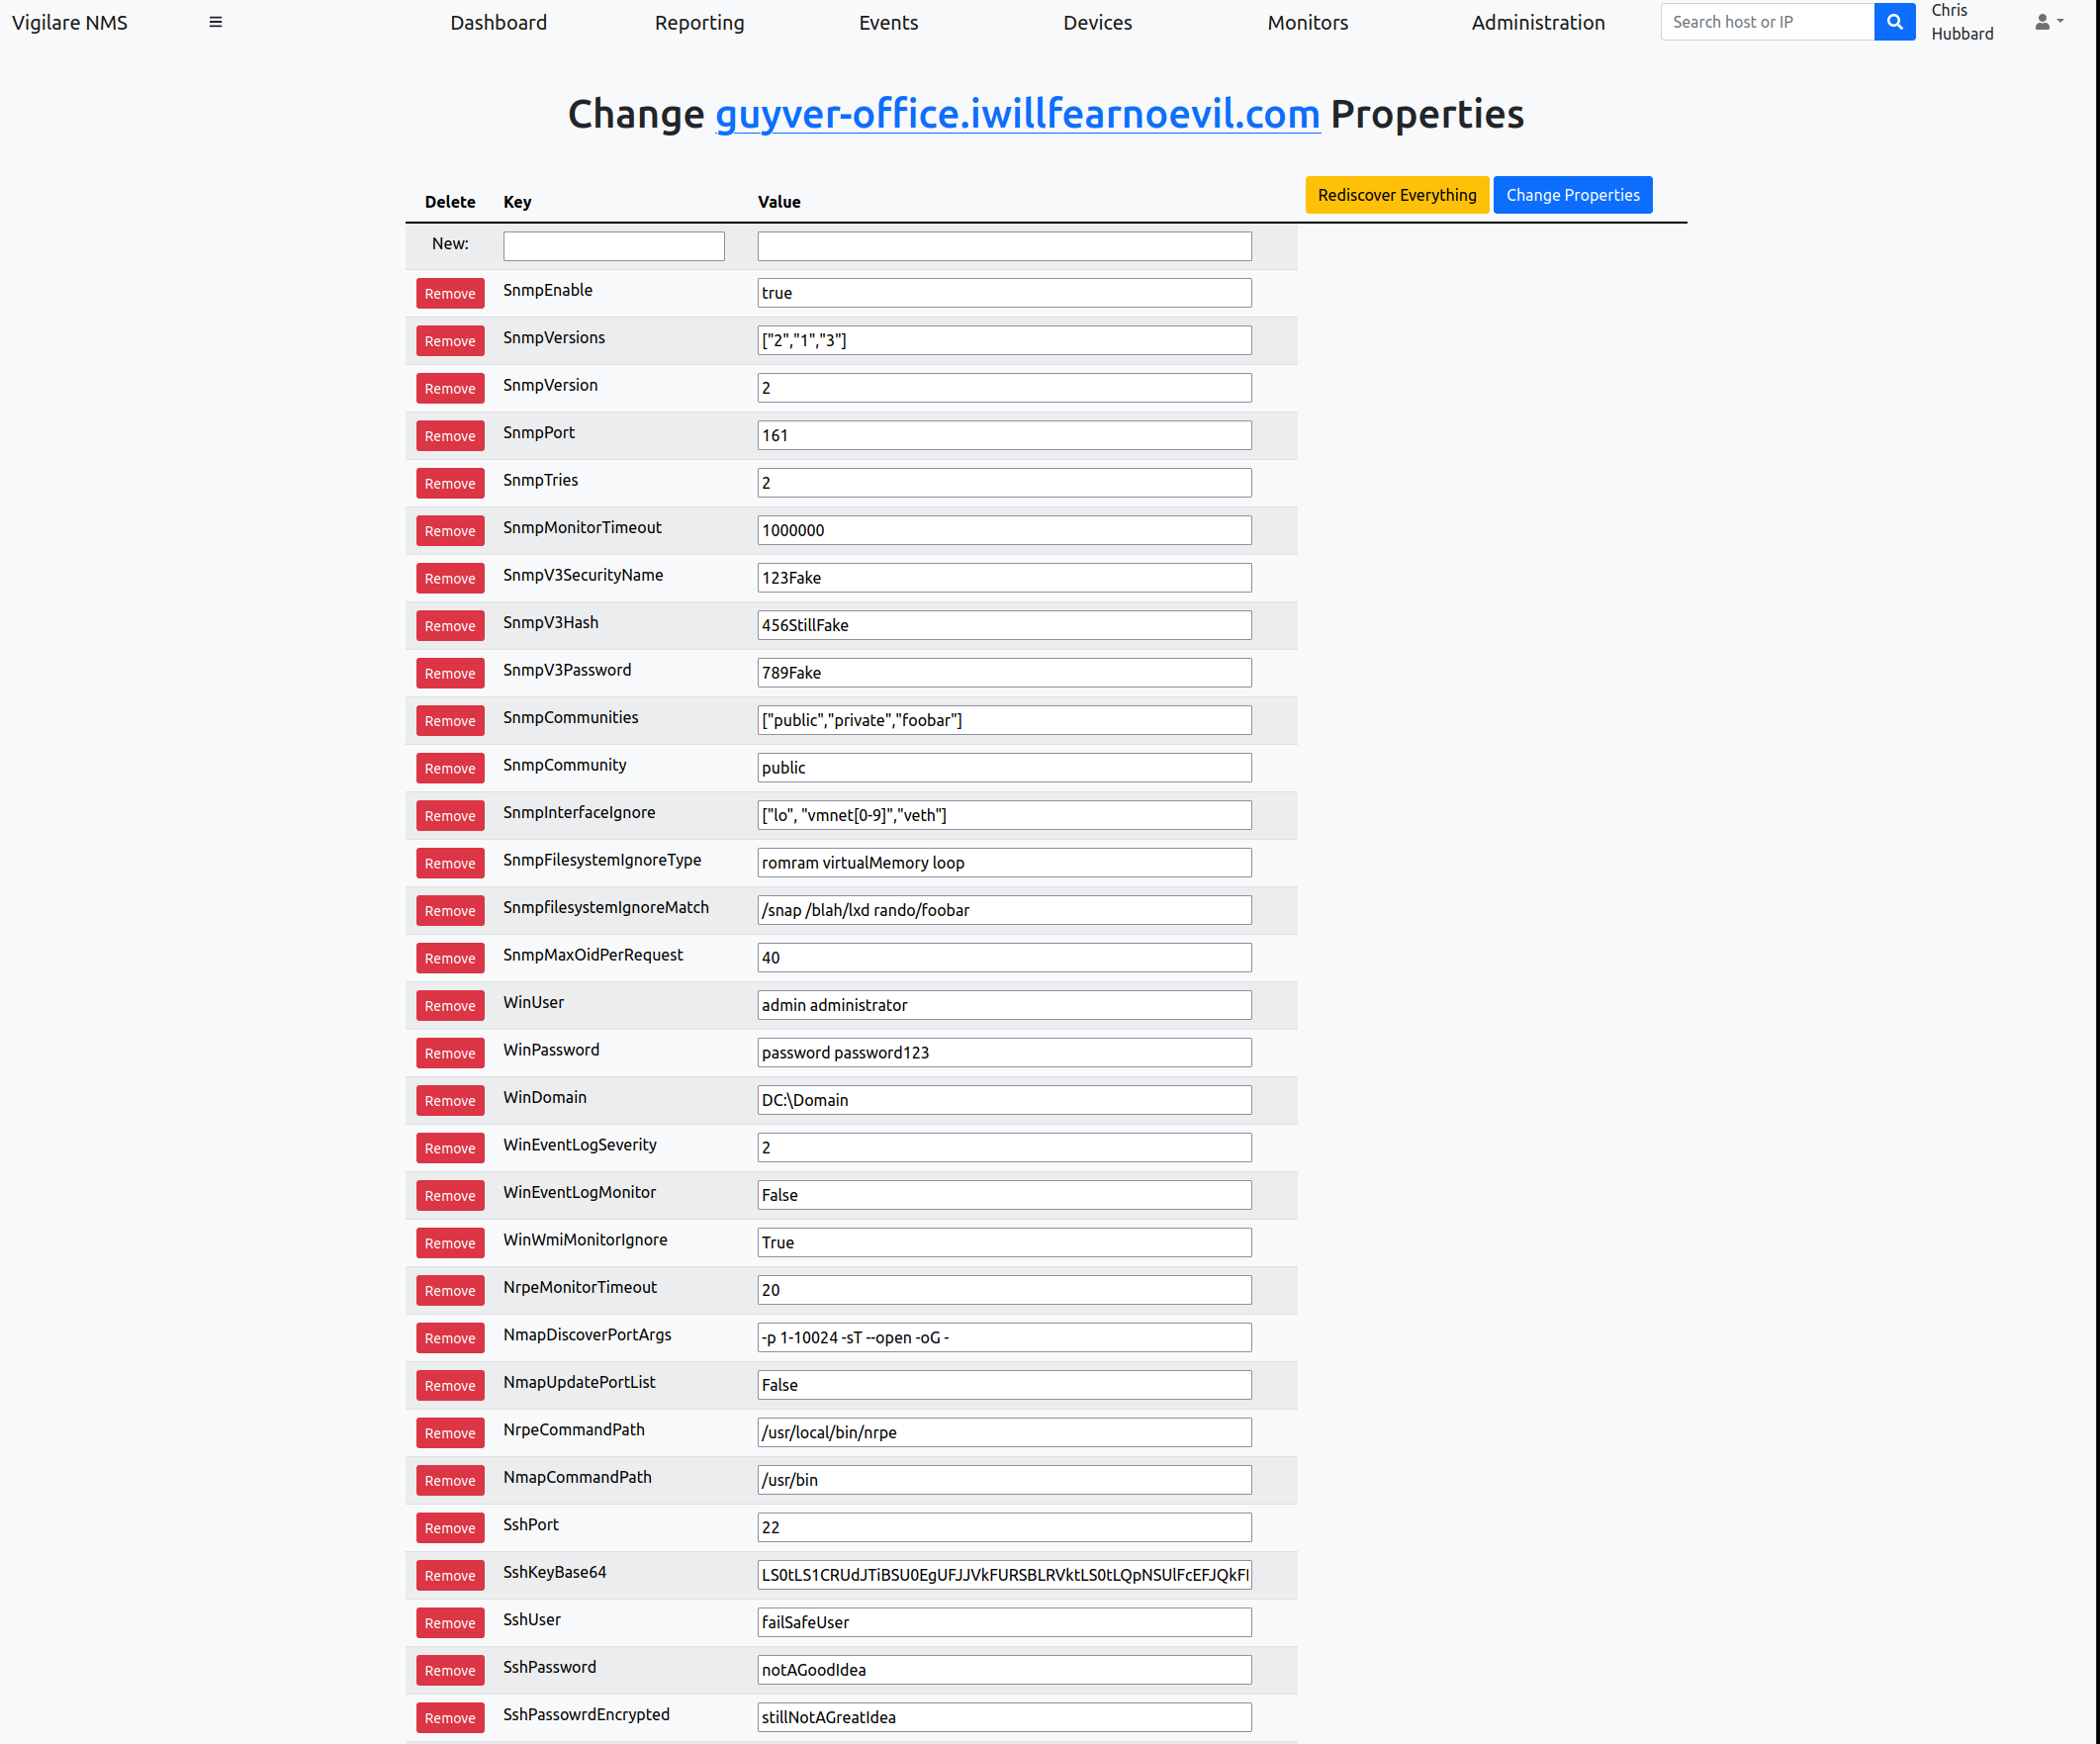 Vigilare NMS ≡ Dashboard Reporting Events Devices Monitors Administration Search host or IP Chris
Hubbard
Change guyver-office.iwillfearnoevil.com Properties
Delete Key Value Rediscover Everything Change Properties
New:
Remove SnmpEnable true
Remove SnmpVersions ["2","1","3"]
Remove SnmpVersion 2
Remove SnmpPort 161
Remove SnmpTries 2
Remove SnmpMonitorTimeout 1000000
Remove SnmpV3SecurityName 123Fake
Remove SnmpV3Hash 456StillFake
Remove SnmpV3Password 789Fake
Remove SnmpCommunities ["public","private","foobar"]
Remove SnmpCommunity public
Remove SnmpInterfaceIgnore ["lo", "vmnet[0-9]","veth"]
Remove SnmpFilesystemIgnoreType romram virtualMemory loop
Remove SnmpfilesystemIgnoreMatch /snap /blah/lxd rando/foobar
Remove SnmpMaxOidPerRequest 40
Remove WinUser admin administrator
Remove WinPassword password password123
Remove WinDomain DC:\Domain
Remove WinEventLogSeverity 2
Remove WinEventLogMonitor False
Remove WinWmiMonitorIgnore True
Remove NrpeMonitorTimeout 20
Remove NmapDiscoverPortArgs -p 1-10024 -sT --open -oG -
Remove NmapUpdatePortList False
Remove NrpeCommandPath /usr/local/bin/nrpe
Remove NmapCommandPath /usr/bin
Remove SshPort 22
Remove SshKeyBase64 LS0tLS1CRUdJTiBSU0EgUFJJVkFURSBLRVktLS0tLQpNSUlFcEFJQkFI
Remove SshUser failSafeUser
Remove SshPassword notAGoodIdea
Remove SshPassowrdEncrypted stillNotAGreatIdea